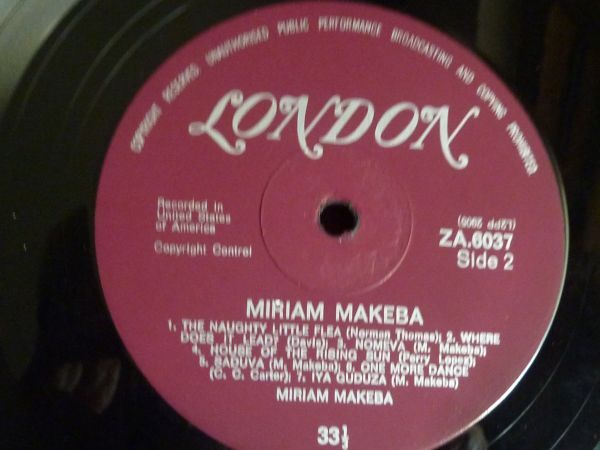 COPYRIGHT RESERVED UNAUTHORISED PUBLIC PERFORMANCE BROADCASTING AND COPYING PROHIBITED
LONDON
Recorded in
United States
of America
Copyright Control
(L2PP 2905)
ZA.6037
Side 2
MIRIAM MAKEBA
1. THE NAUGHTY LITTLE FLEA (Norman Thomas); 2. WHERE
DOES IT LEAD? (Davis); 3. NOMEVA (M. Makeba);
4. HOUSE OF THE RISING SUN (Perry Lopez);
5. SADUVA (M. Makeba); 6. ONE MORE DANCE
(C. C. Carter); 7. IYA GUDUZA (M. Makeba)
MIRIAM MAKEBA
33⅓